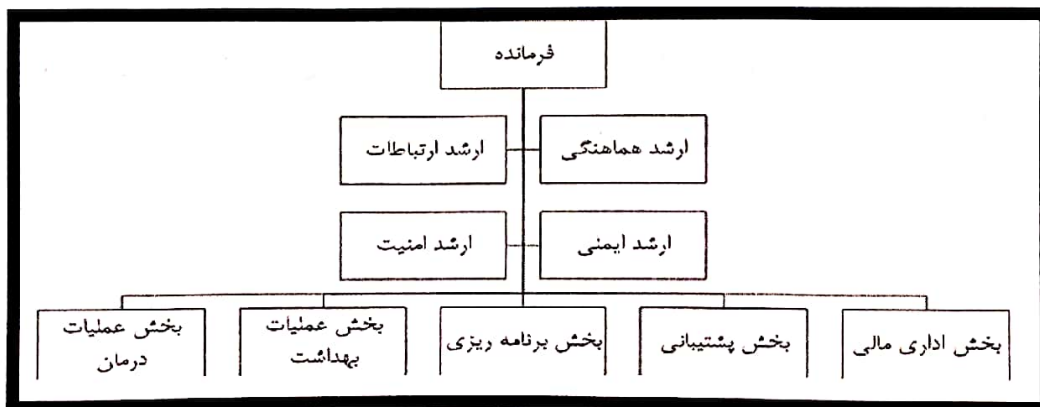 فرمانده
ارشد هماهنگی
ارشد ارتباطات
ارشد ایمنی
ارشد امنیت
بخش اداری مالی
بخش پشتیبانی
بخش برنامه ریزی
بخش عملیات
بهداشت
بخش عملیات
درمان